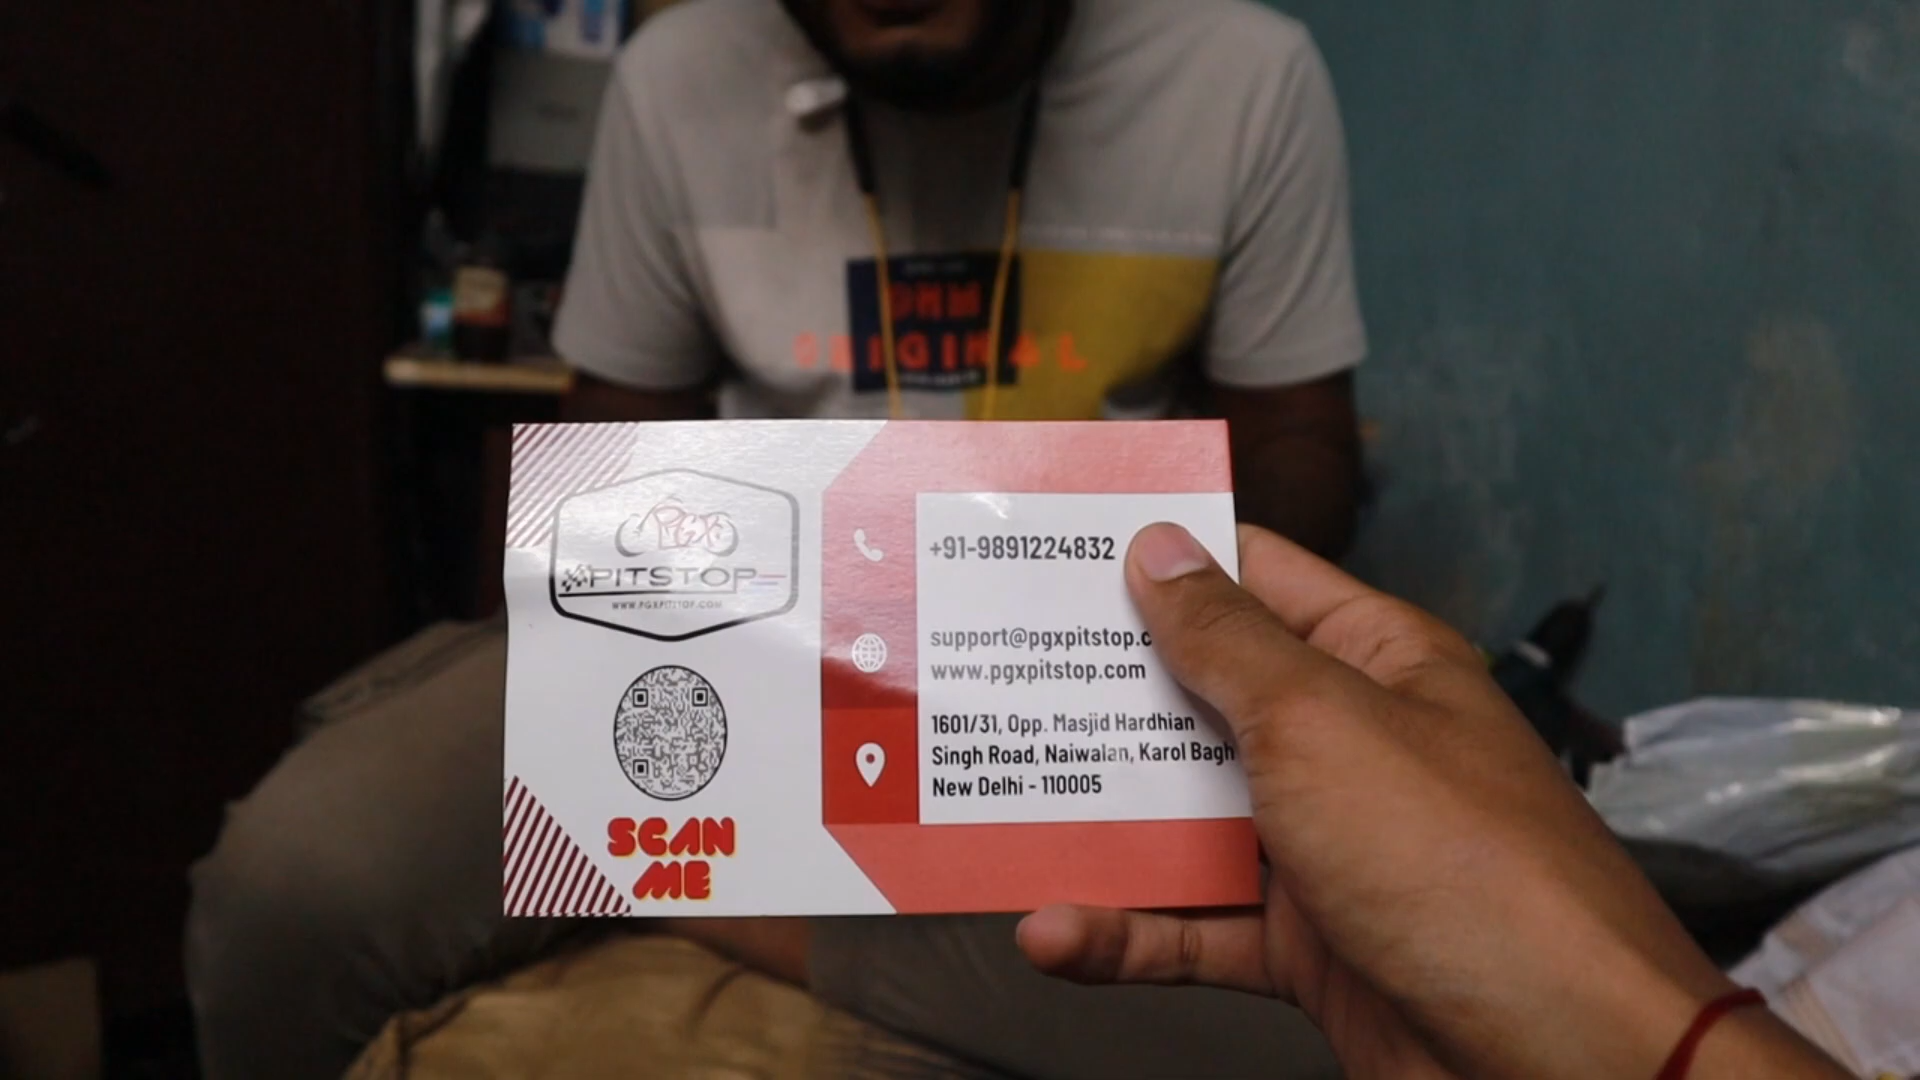 ORIGINAL
PGX
PITSTOP
WWW.PGXPITSTOP.COM
SCAN
ME
+91-9891224832
support@pgxpitstop.c
www.pgxpitstop.com
1601/31, Opp. Masjid Hardhian
Singh Road, Naiwalan, Karol Bagh
New Delhi - 110005